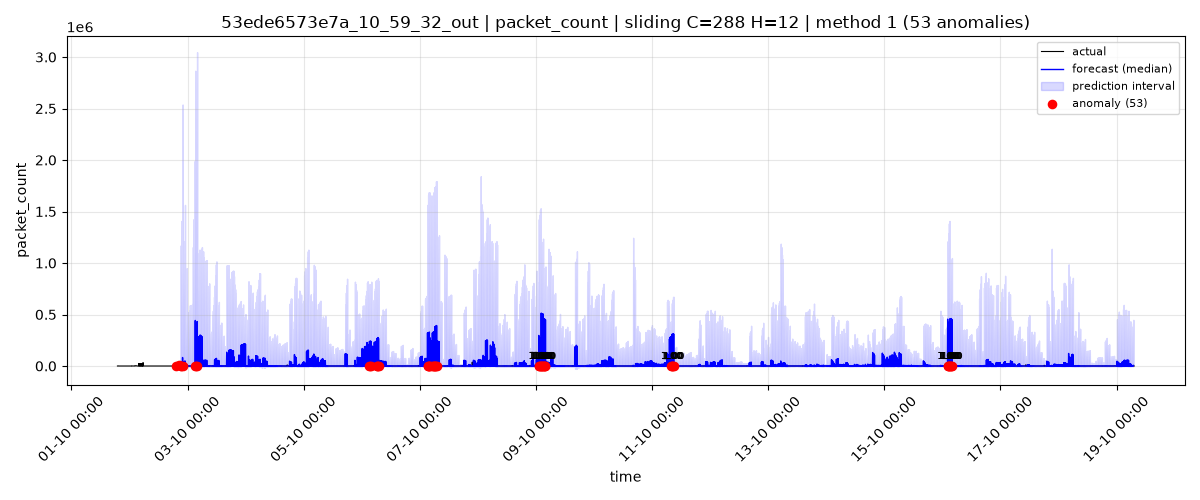 53ede6573e7a_10_59_32_out | packet_count | sliding C=288 H=12 | method 1 (53 anomalies)
1e6
actual
forecast (median)
prediction interval
anomaly (53)
3.0
2.5
2.0
1.5
1.0
0.5
0.0
packet_count
01-10 00:00
03-10 00:00
05-10 00:00
07-10 00:00
09-10 00:00
11-10 00:00
13-10 00:00
15-10 00:00
17-10 00:00
19-10 00:00
time